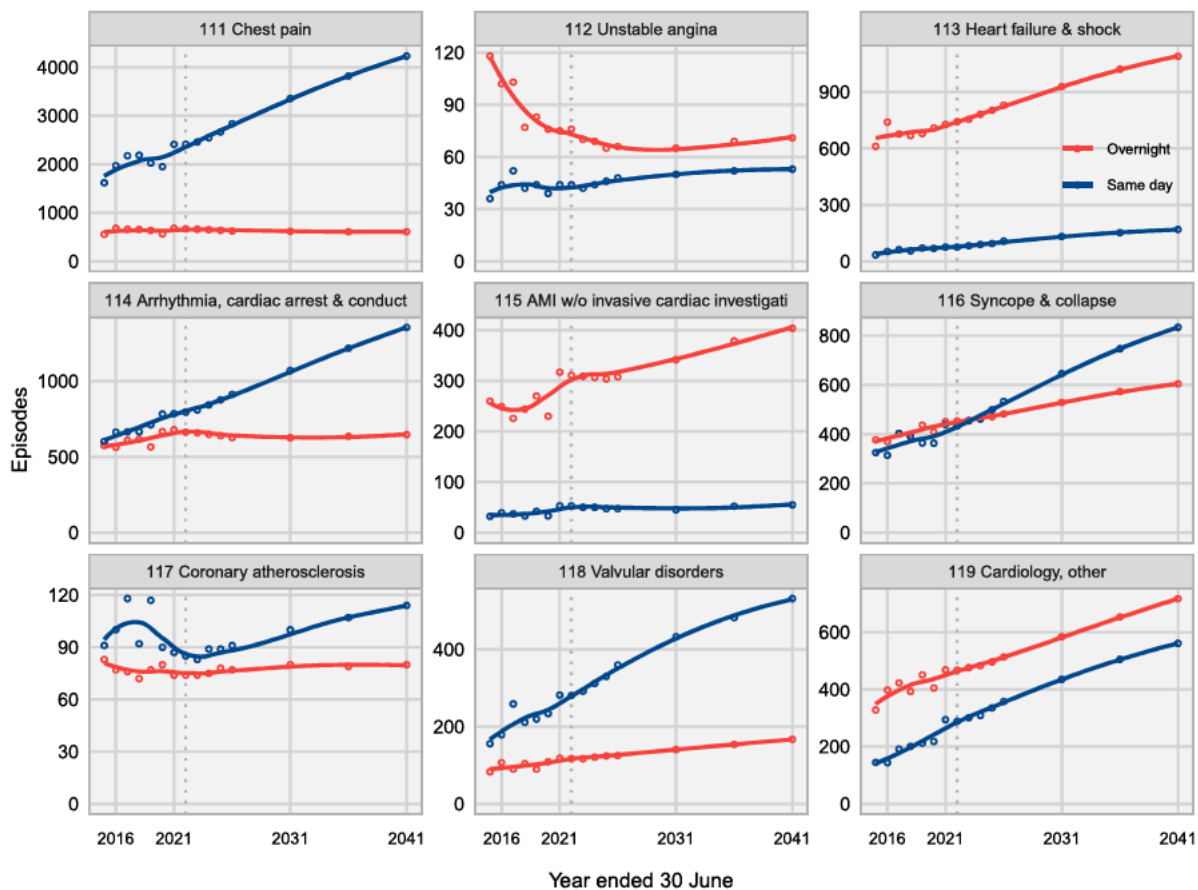 111 Chest pain
112 Unstable angina
113 Heart failure & shock
4000
3000
2000
1000
0
120
90
60
30
0
900
600
300
0
Overnight
Same day
114 Arrhythmia, cardiac arrest & conduct
115 AMI w/o invasive cardiac investigati
116 Syncope & collapse
Episodes
1000
500
0
400
300
200
100
0
800
600
400
200
0
117 Coronary atherosclerosis
118 Valvular disorders
119 Cardiology, other
120
90
60
30
0
400
200
0
600
400
200
0
2016 2021 2031 2041
2016 2021 2031 2041
2016 2021 2031 2041
Year ended 30 June